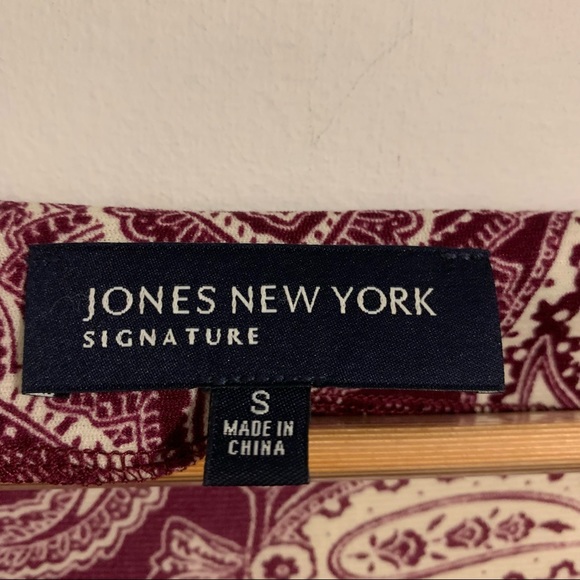 JONES NEW YORK
SIGNATURE
S
MADE IN
CHINA